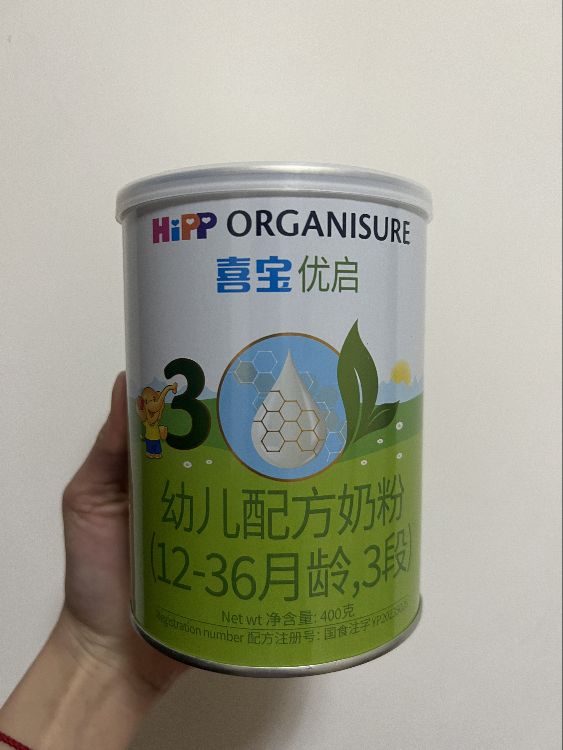 HiPP ORGANISURE
喜宝优启
3
幼儿配方奶粉
(12-36月龄,3段)
Net wt 净含量: 400克
Registration number 配方注册号: 国食注字